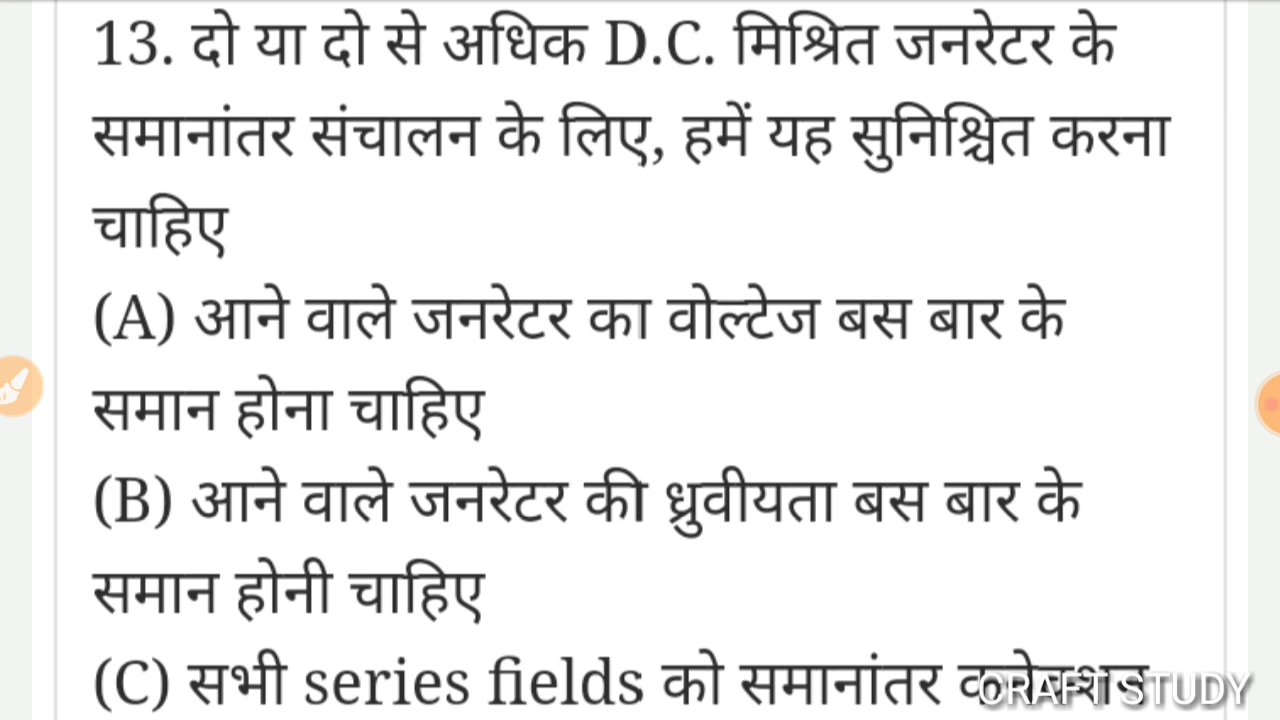 13. दो या दो से अधिक D.C. मिश्रित जनरेटर के
समानांतर संचालन के लिए, हमें यह सुनिश्चित करना
चाहिए
(A) आने वाले जनरेटर का वोल्टेज बस बार के
समान होना चाहिए
(B) आने वाले जनरेटर की ध्रुवीयता बस बार के
समान होनी चाहिए
(C) सभी series fields को समानांतर
CRAFT STUDY